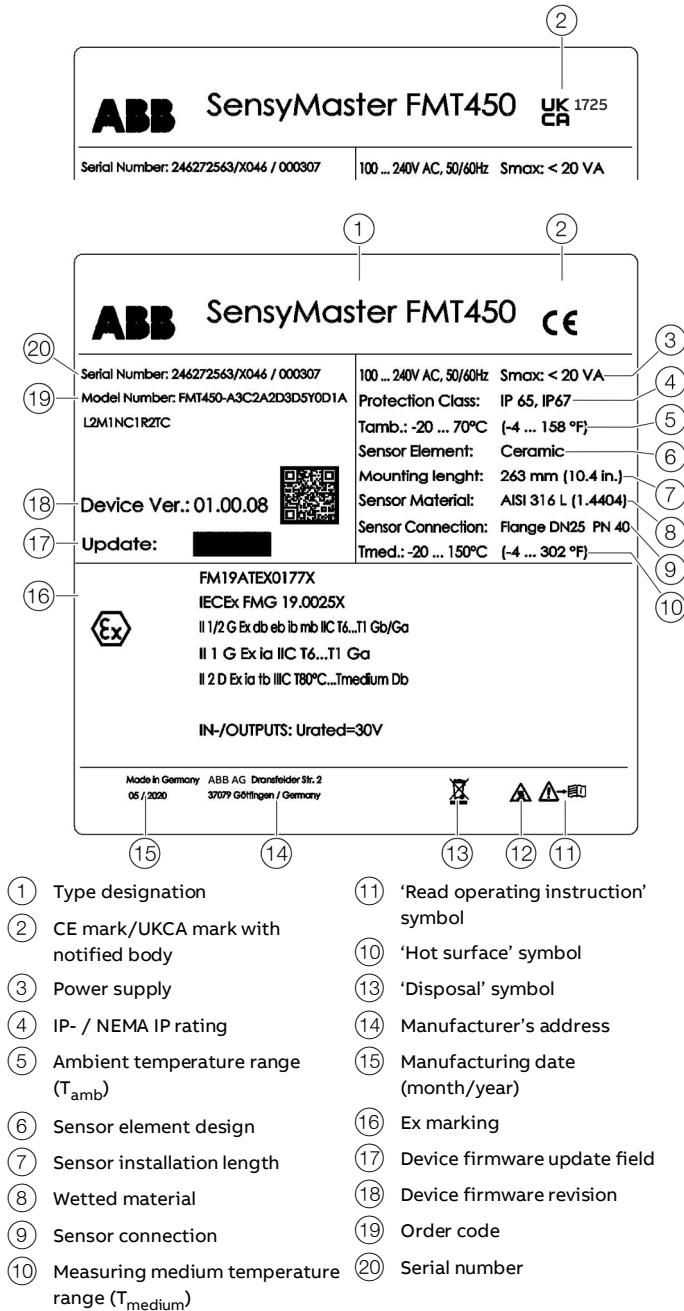 ②
ABB SensyMaster FMT450 UK CA 1725
Serial Number: 246272563/X046 / 000307 100 ... 240V AC, 50/60Hz Smax: < 20 VA
① ②
ABB SensyMaster FMT450 CE
⑳ Serial Number: 246272563/X046 / 000307
⑲ Model Number: FMT450-A3C2A2D3D5Y0D1A
L2M1NC1R2TC
⑱ Device Ver.: 01.00.08
⑰ Update:
100 ... 240V AC, 50/60Hz Smax: < 20 VA ③
Protection Class: IP 65, IP67 ④
Tamb.: -20 ... 70°C (-4 ... 158 °F) ⑤
Sensor Element: Ceramic ⑥
Mounting lenght: 263 mm (10.4 in.) ⑦
Sensor Material: AISI 316 L (1.4404) ⑧
Sensor Connection: Flange DN25 PN 40 ⑨
Tmed.: -20 ... 150°C (-4 ... 302 °F) ⑩
⑯
Ex
FM19ATEX0177X
IECEx FMG 19.0025X
II 1/2 G Ex db eb ib mb IIC T6...T1 Gb/Ga
II 1 G Ex ia IIC T6...T1 Ga
II 2 D Ex ia tb IIIC T80°C...Tmedium Db
IN-/OUTPUTS: Urated=30V
Made in Germany ABB AG Dransfelder Str. 2
05 / 2020 37079 Göttingen / Germany
⑮ ⑭ ⑬ ⑫ ⑪
① Type designation
② CE mark/UKCA mark with
notified body
③ Power supply
④ IP- / NEMA IP rating
⑤ Ambient temperature range
(Tamb)
⑥ Sensor element design
⑦ Sensor installation length
⑧ Wetted material
⑨ Sensor connection
⑩ Measuring medium temperature
range (Tmedium)
⑪ ‘Read operating instruction’
symbol
⑩ ‘Hot surface’ symbol
⑬ ‘Disposal’ symbol
⑭ Manufacturer’s address
⑮ Manufacturing date
(month/year)
⑯ Ex marking
⑰ Device firmware update field
⑱ Device firmware revision
⑲ Order code
⑳ Serial number